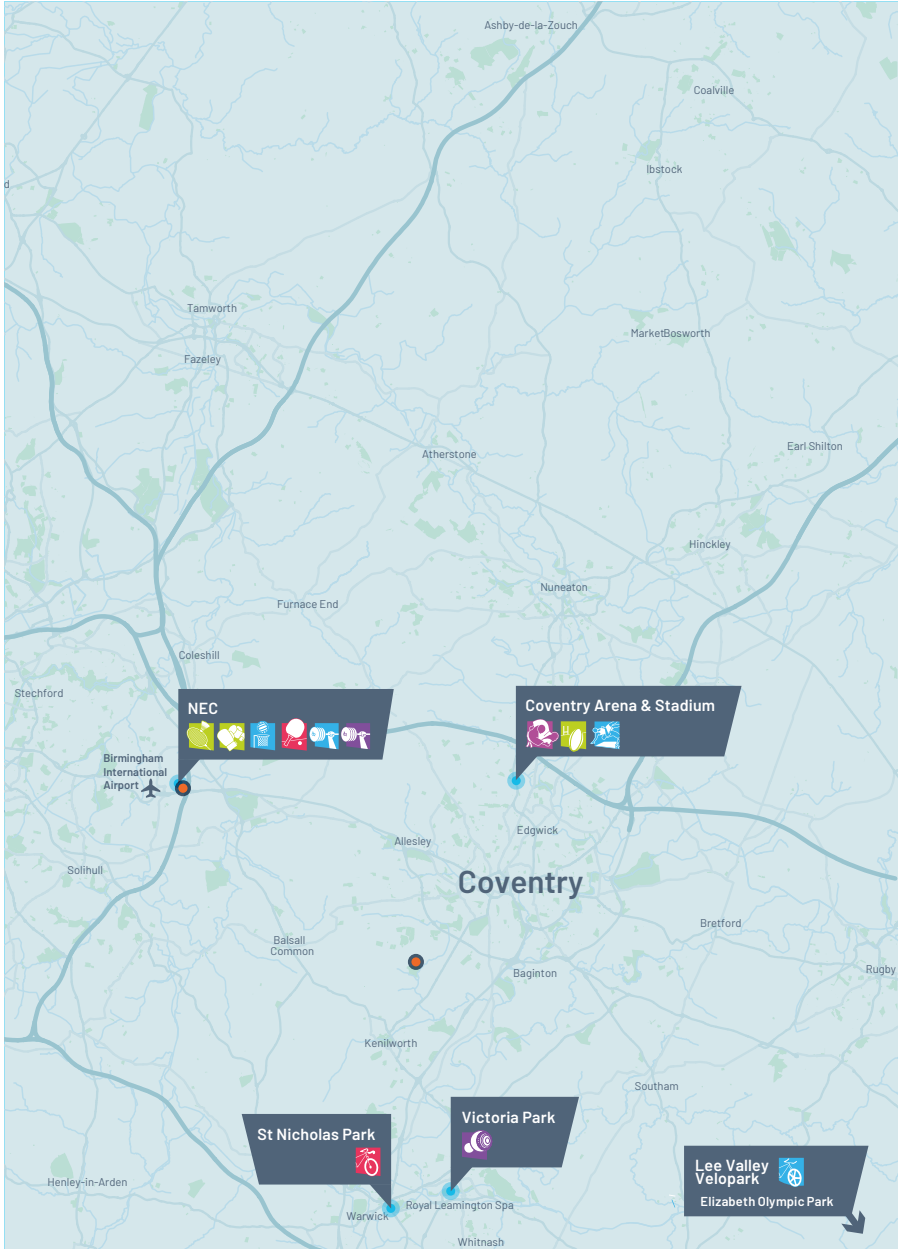 Ashby-de-la-Zouch
Coalville
Ibstock
d
Tamworth
MarketBosworth
Fazeley
Earl Shilton
Atherstone
Hinckley
Nuneaton
Furnace End
Coleshill
Stechford
NEC
Coventry Arena & Stadium
Birmingham
International
Airport
Edgwick
Allesley
Solihull
Coventry
Bretford
Balsall
Common
Rugby
Baginton
Kenilworth
Southam
Victoria Park
St Nicholas Park
Lee Valley
Velopark
Elizabeth Olympic Park
Henley-in-Arden
Royal Leamington Spa
Warwick
Whitnash